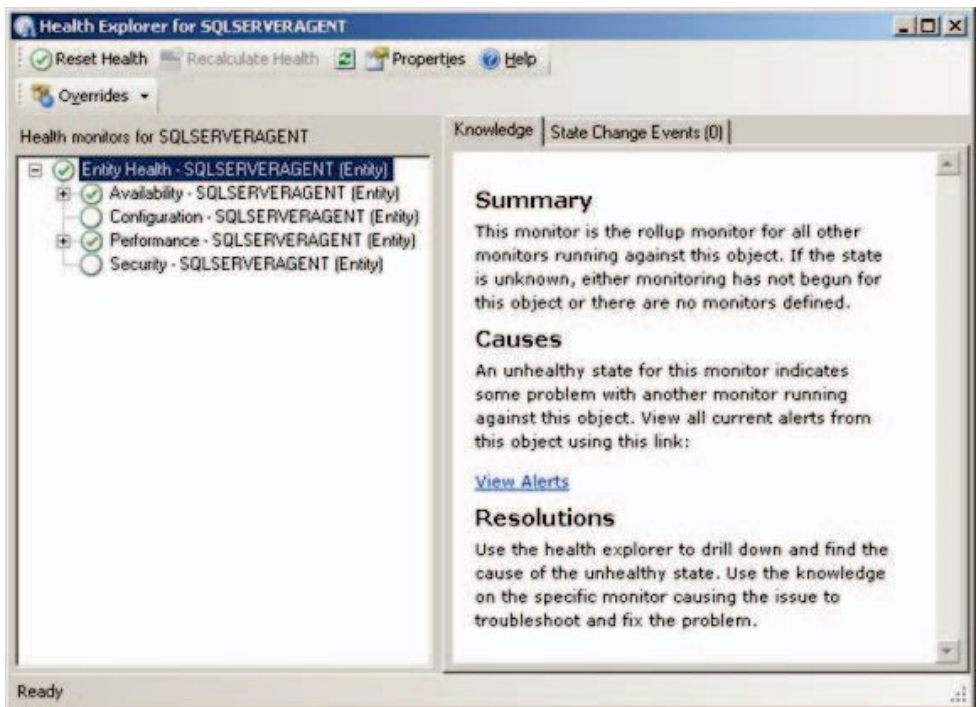 Health Explorer for SQLSERVERAGENT
Reset Health Recalculate Health Properties Help
Overrides
Health monitors for SQLSERVERAGENT
Entity Health - SQLSERVERAGENT (Entity)
Availability - SQLSERVERAGENT (Entity)
Configuration - SQLSERVERAGENT (Entity)
Performance - SQLSERVERAGENT (Entity)
Security - SQLSERVERAGENT (Entity)
Knowledge State Change Events (0)
Summary
This monitor is the rollup monitor for all other
monitors running against this object. If the state
is unknown, either monitoring has not begun for
this object or there are no monitors defined.
Causes
An unhealthy state for this monitor indicates
some problem with another monitor running
against this object. View all current alerts from
this object using this link:
View Alerts
Resolutions
Use the health explorer to drill down and find the
cause of the unhealthy state. Use the knowledge
on the specific monitor causing the issue to
troubleshoot and fix the problem.
Ready